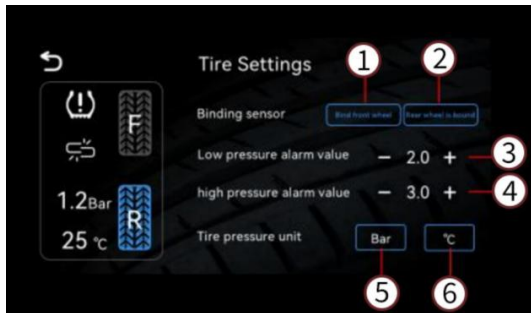 Tire Settings
1
2
F
Binding sensor
Bind front wheel
Rear wheel is bound
Low pressure alarm value
− 2.0 +
3
high pressure alarm value
− 3.0 +
4
1.2Bar
R
25 ℃
Tire pressure unit
Bar
℃
5
6